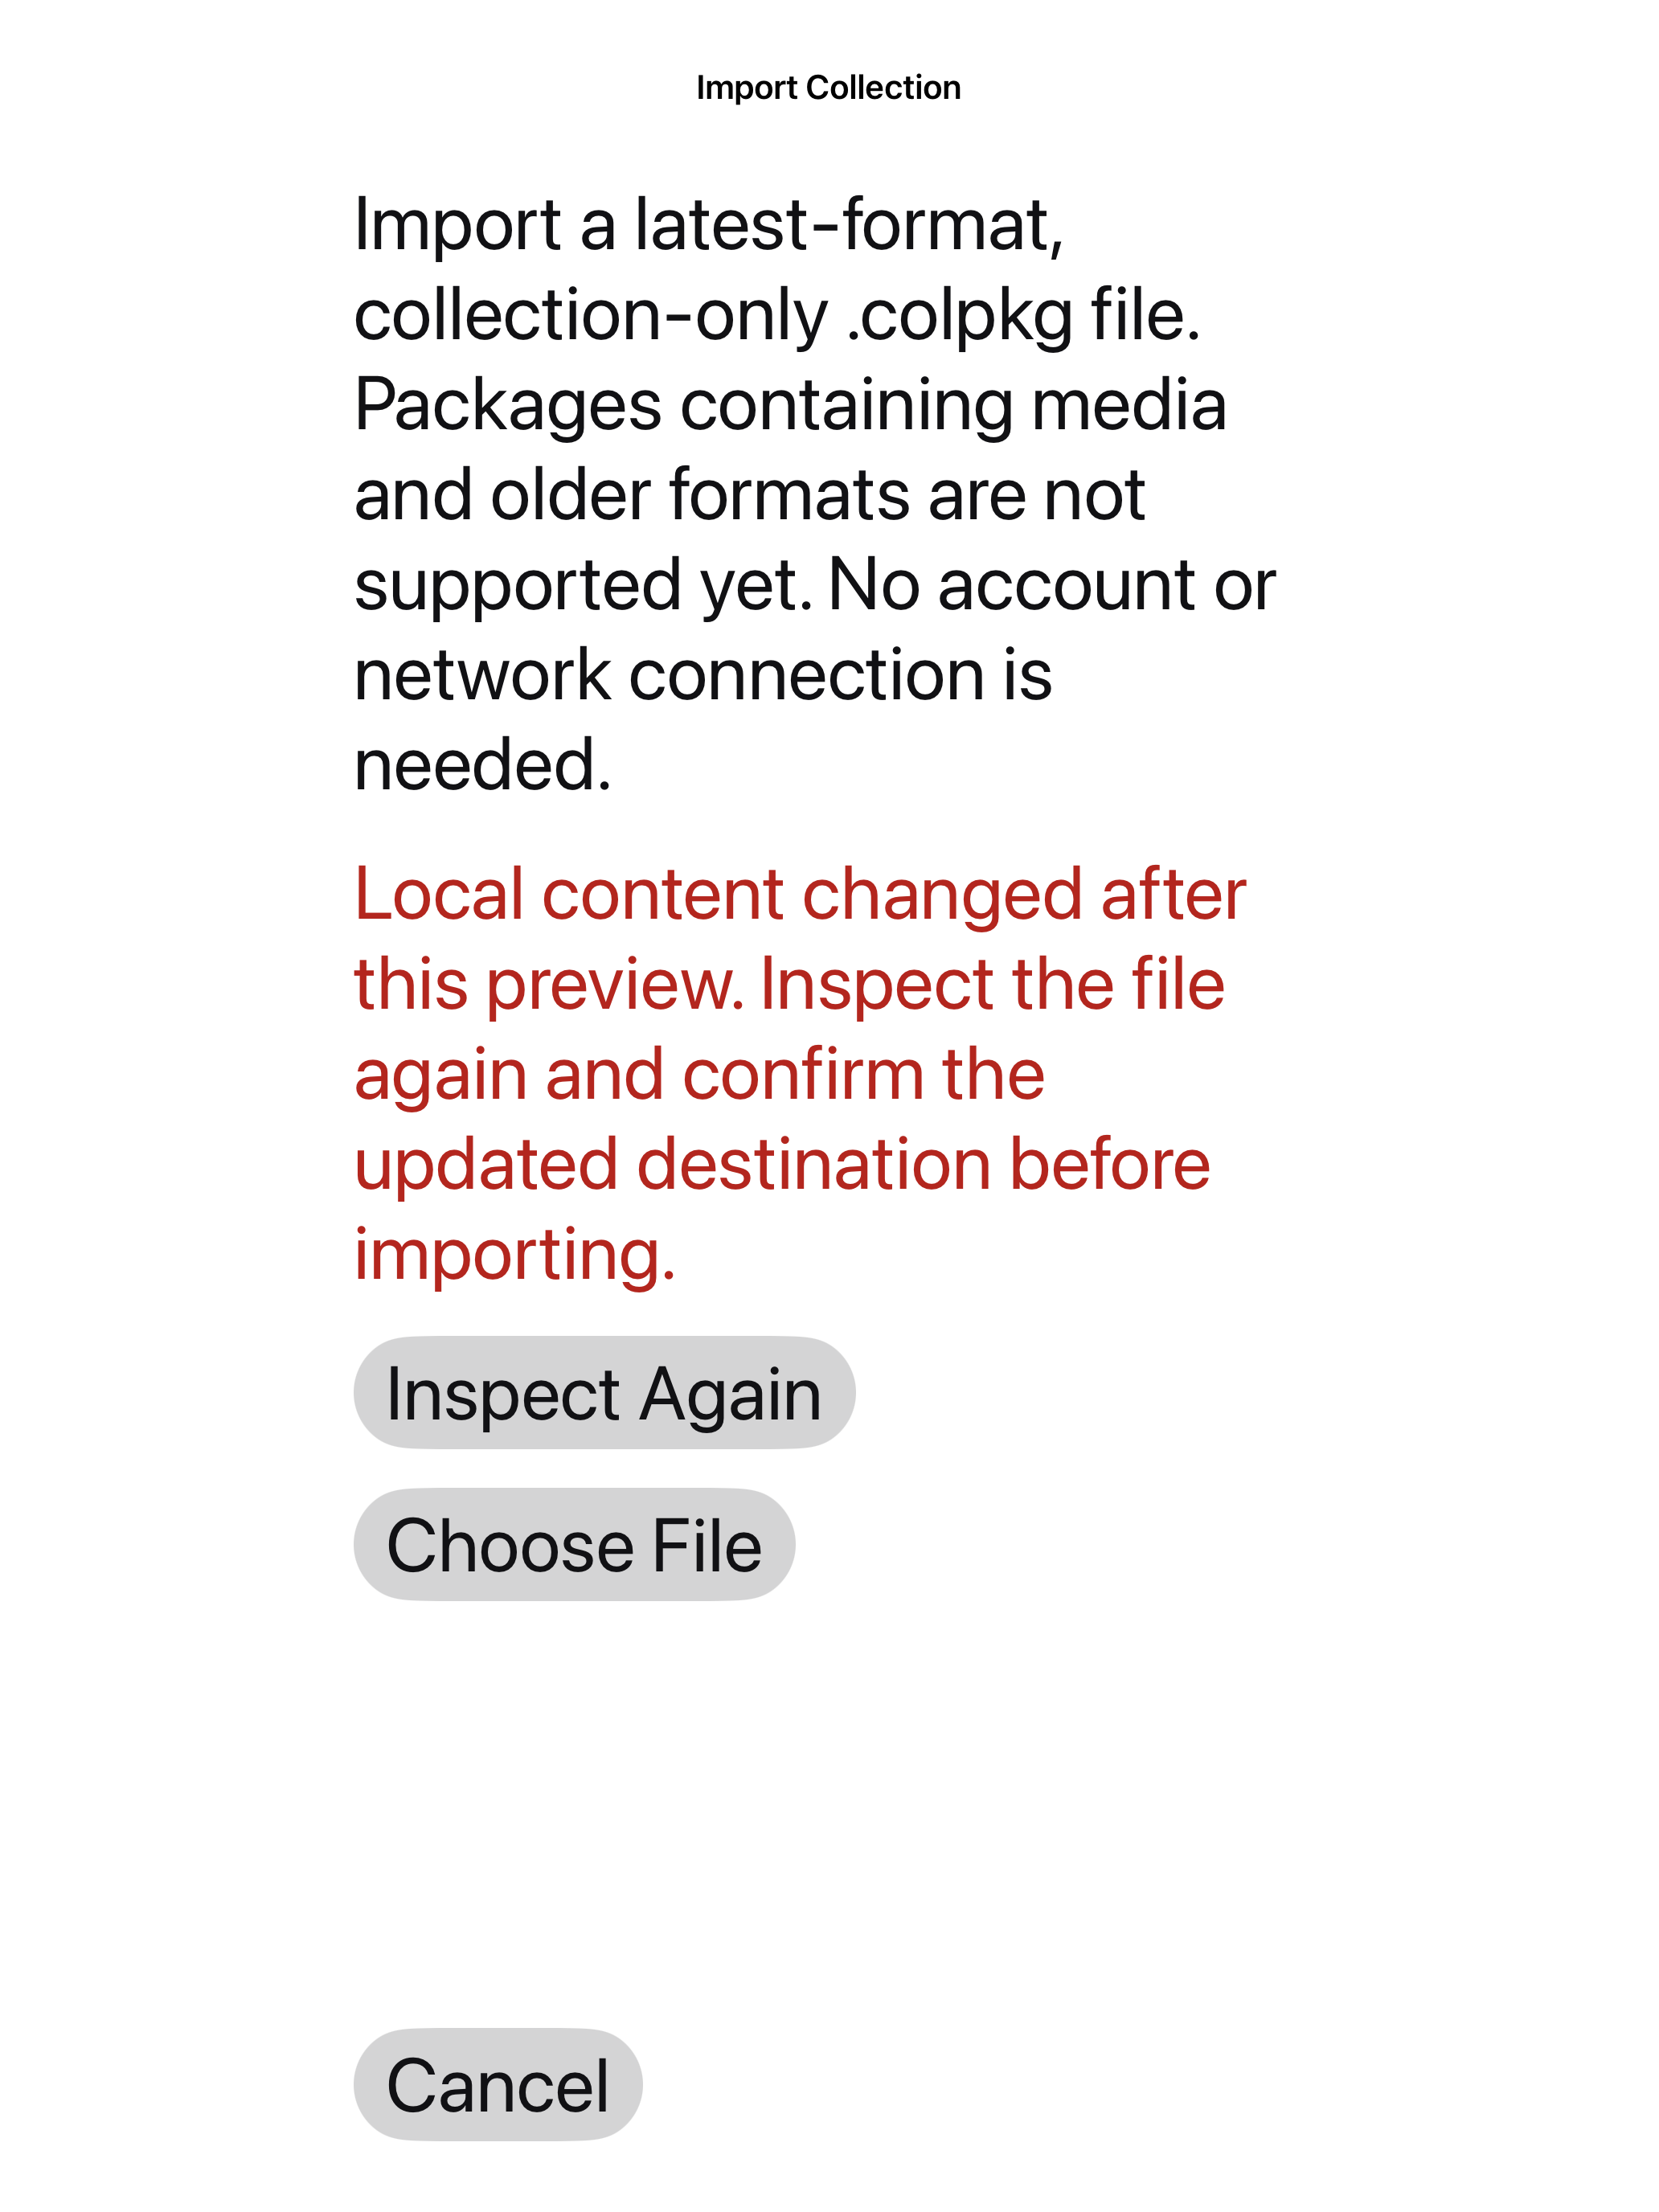 Import Collection
Import a latest-format,
collection-only .colpkg file.
Packages containing media
and older formats are not
supported yet. No account or
network connection is
needed.
Local content changed after
this preview. Inspect the file
again and confirm the
updated destination before
importing.
Inspect Again
Choose File
Cancel